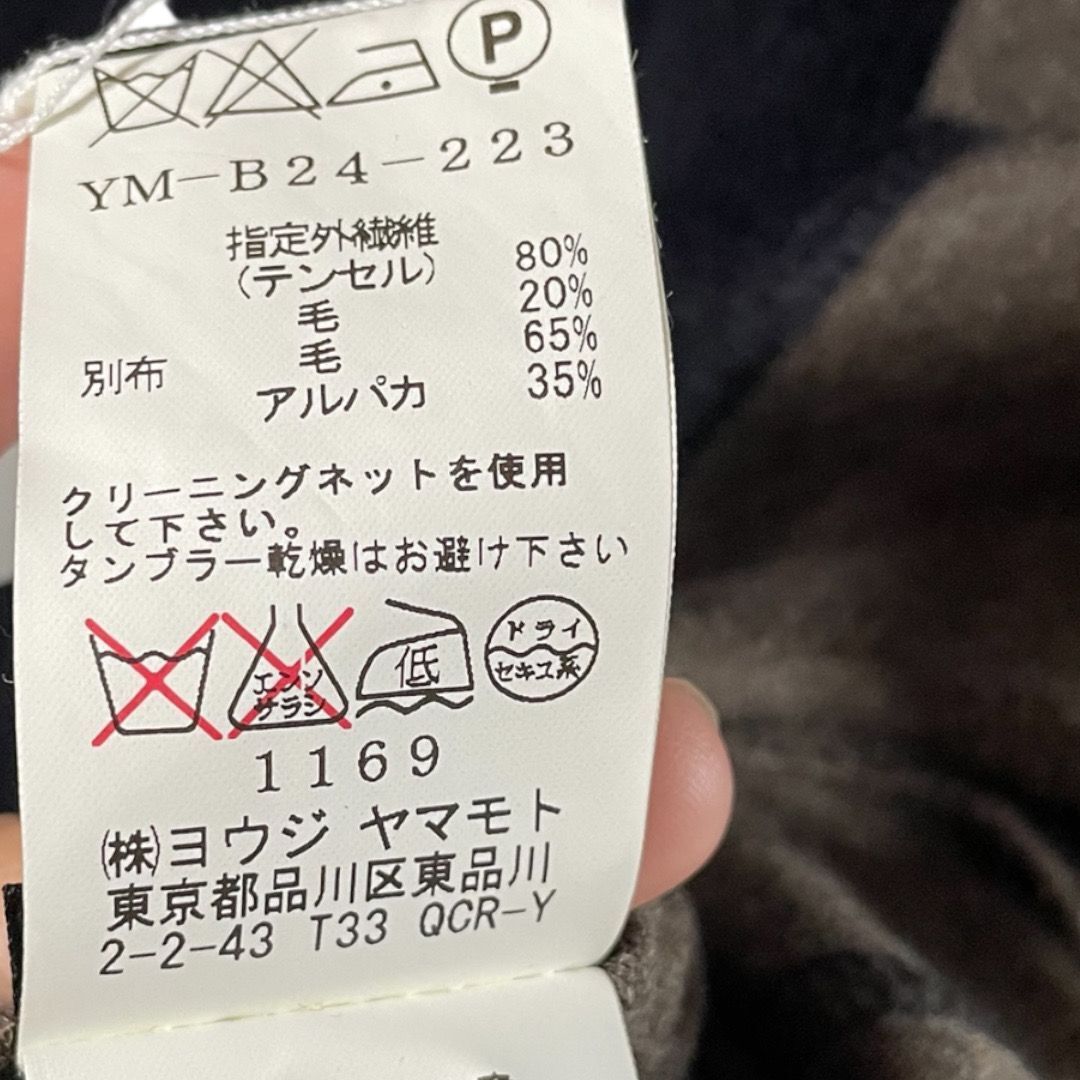 P
YM-B24-223
指定外繊維 80%
(テンセル)
毛 20%
別布 毛 65%
アルパカ 35%
クリーニングネットを使用
して下さい。
タンブラー乾燥はお避け下さい
エンソ サラシ 低 ドライ セキユ系
1169
(株)ヨウジ ヤマモト
東京都品川区東品川
2-2-43 T33 QCR-Y